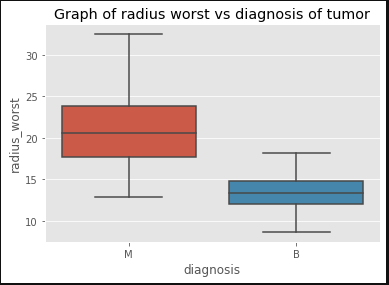 Graph of radius worst vs diagnosis of tumor
30
25
20
15
10
radius_worst
M B
diagnosis